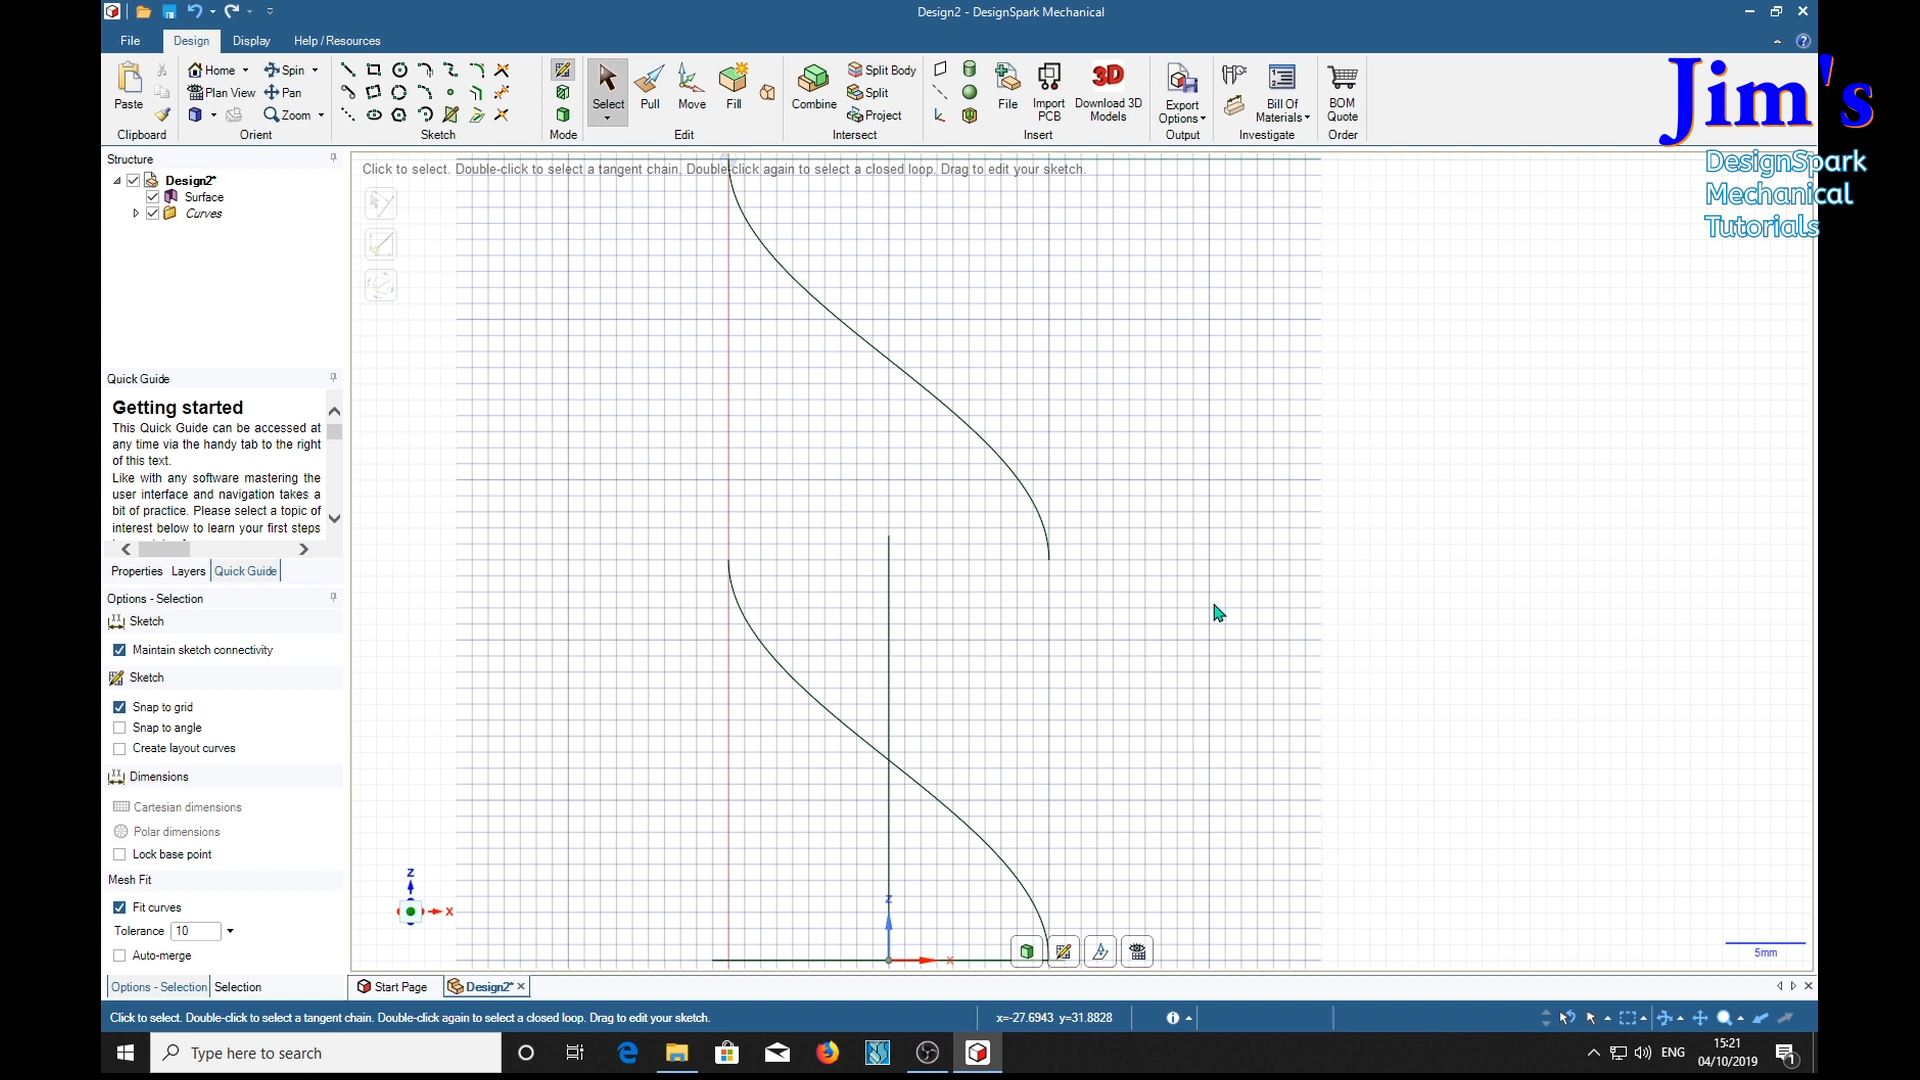 Design2 - DesignSpark Mechanical
File Design Display Help / Resources
Paste
Clipboard
Home Spin
Plan View Pan
Zoom
Orient
Sketch
Mode
Select Pull Move Fill
Edit
Combine Split Body
Split
Project
Intersect
File Import PCB Download 3D Models
Insert
Export Options
Output
Bill Of Materials
Investigate
BOM Quote
Order
Jim's
DesignSpark
Mechanical
Tutorials
Structure
Design2*
Surface
Curves
Click to select. Double-click to select a tangent chain. Double-click again to select a closed loop. Drag to edit your sketch.
Quick Guide
Getting started
This Quick Guide can be accessed at
any time via the handy tab to the right
of this text.
Like with any software mastering the
user interface and navigation takes a
bit of practice. Please select a topic of
interest below to learn your first steps
Properties Layers Quick Guide
Options - Selection
Sketch
Maintain sketch connectivity
Sketch
Snap to grid
Snap to angle
Create layout curves
Dimensions
Cartesian dimensions
Polar dimensions
Lock base point
Mesh Fit
Fit curves
Tolerance 10
Auto-merge
Z
X
Z
X
5mm
Options - Selection Selection
Start Page Design2*
Click to select. Double-click to select a tangent chain. Double-click again to select a closed loop. Drag to edit your sketch.
x=-27.6943 y=31.8828
Type here to search
ENG
15:21
04/10/2019
1